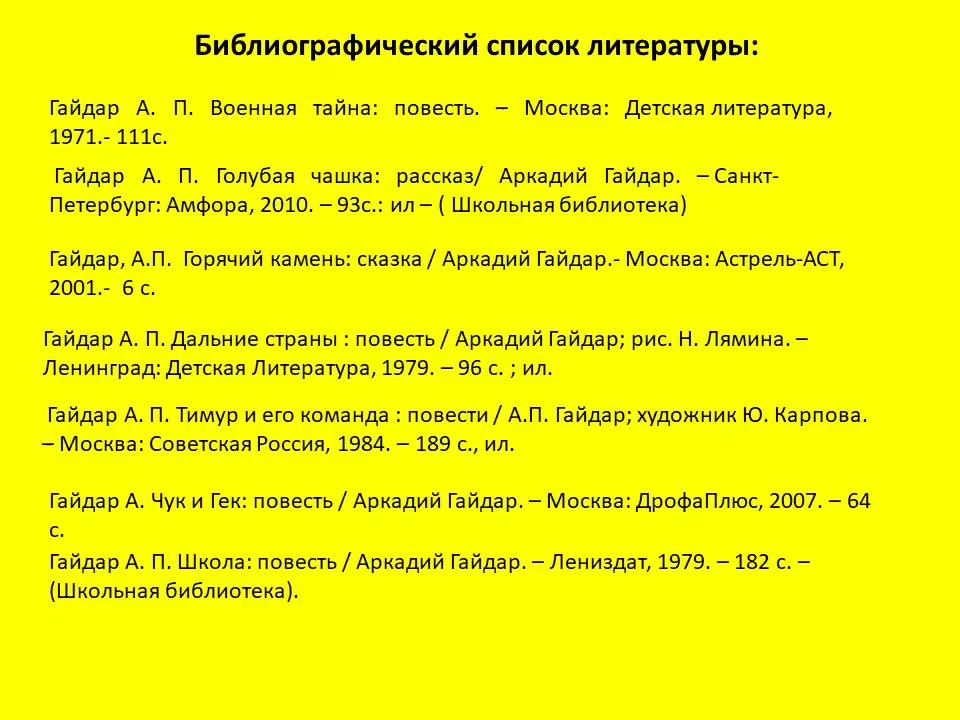 Библиографический список литературы:
Гайдар А. П. Военная тайна: повесть. – Москва: Детская литература,
1971.- 111с.
Гайдар А. П. Голубая чашка: рассказ/ Аркадий Гайдар. – Санкт-
Петербург: Амфора, 2010. – 93с.: ил – ( Школьная библиотека)
Гайдар, А.П. Горячий камень: сказка / Аркадий Гайдар.- Москва: Астрель-АСТ,
2001.- 6 с.
Гайдар А. П. Дальние страны : повесть / Аркадий Гайдар; рис. Н. Лямина. –
Ленинград: Детская Литература, 1979. – 96 с. ; ил.
Гайдар А. П. Тимур и его команда : повести / А.П. Гайдар; художник Ю. Карпова.
– Москва: Советская Россия, 1984. – 189 с., ил.
Гайдар А. Чук и Гек: повесть / Аркадий Гайдар. – Москва: ДрофаПлюс, 2007. – 64
с.
Гайдар А. П. Школа: повесть / Аркадий Гайдар. – Лениздат, 1979. – 182 с. –
(Школьная библиотека).